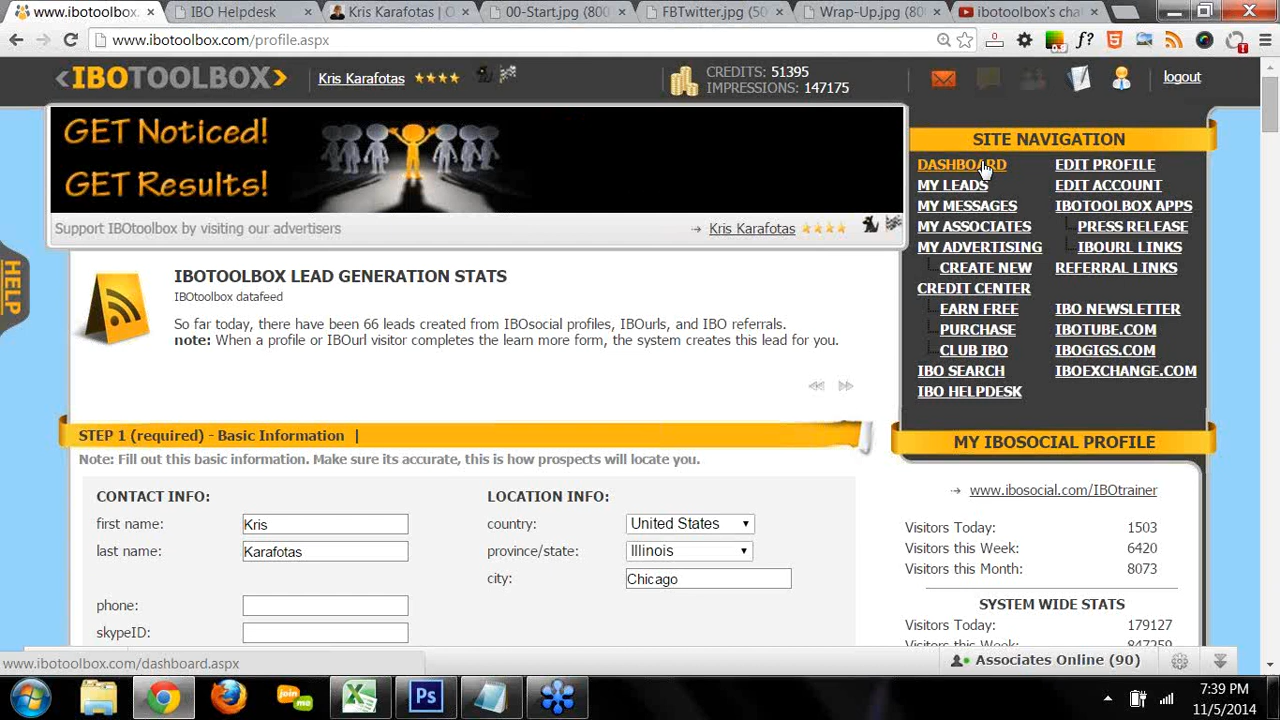 www.ibotoolbox.com/
IBO Helpdesk
Kris Karafotas | O
00-Start.jpg (800
FBTwitter.jpg (50
Wrap-Up.jpg (80
ibotoolbox's cha
www.ibotoolbox.com/profile.aspx
<IBOTOOLBOX>
Kris Karafotas
CREDITS: 51395
IMPRESSIONS: 147175
logout
GET Noticed!
GET Results!
Support IBOtoolbox by visiting our advertisers
Kris Karafotas
HELP
IBOTOOLBOX LEAD GENERATION STATS
IBOtoolbox datafeed
So far today, there have been 66 leads created from IBOsocial profiles, IBOurls, and IBO referrals.
note: When a profile or IBOurl visitor completes the learn more form, the system creates this lead for you.
SITE NAVIGATION
DASHBOARD
EDIT PROFILE
MY LEADS
EDIT ACCOUNT
MY MESSAGES
IBOTOOLBOX APPS
MY ASSOCIATES
PRESS RELEASE
MY ADVERTISING
IBOURL LINKS
CREATE NEW
REFERRAL LINKS
CREDIT CENTER
EARN FREE
IBO NEWSLETTER
PURCHASE
IBOTUBE.COM
CLUB IBO
IBOGIGS.COM
IBO SEARCH
IBOEXCHANGE.COM
IBO HELPDESK
STEP 1 (required) - Basic Information |
Note: Fill out this basic information. Make sure its accurate, this is how prospects will locate you.
CONTACT INFO:
LOCATION INFO:
first name:
Kris
country:
United States
last name:
Karafotas
province/state:
Illinois
city:
Chicago
phone:
skypeID:
MY IBOSOCIAL PROFILE
www.ibosocial.com/IBOtrainer
Visitors Today: 1503
Visitors this Week: 6420
Visitors this Month: 8073
SYSTEM WIDE STATS
Visitors Today: 179127
Visitors this Week: 847259
www.ibotoolbox.com/dashboard.aspx
Associates Online (90)
join me
Ps
7:39 PM
11/5/2014